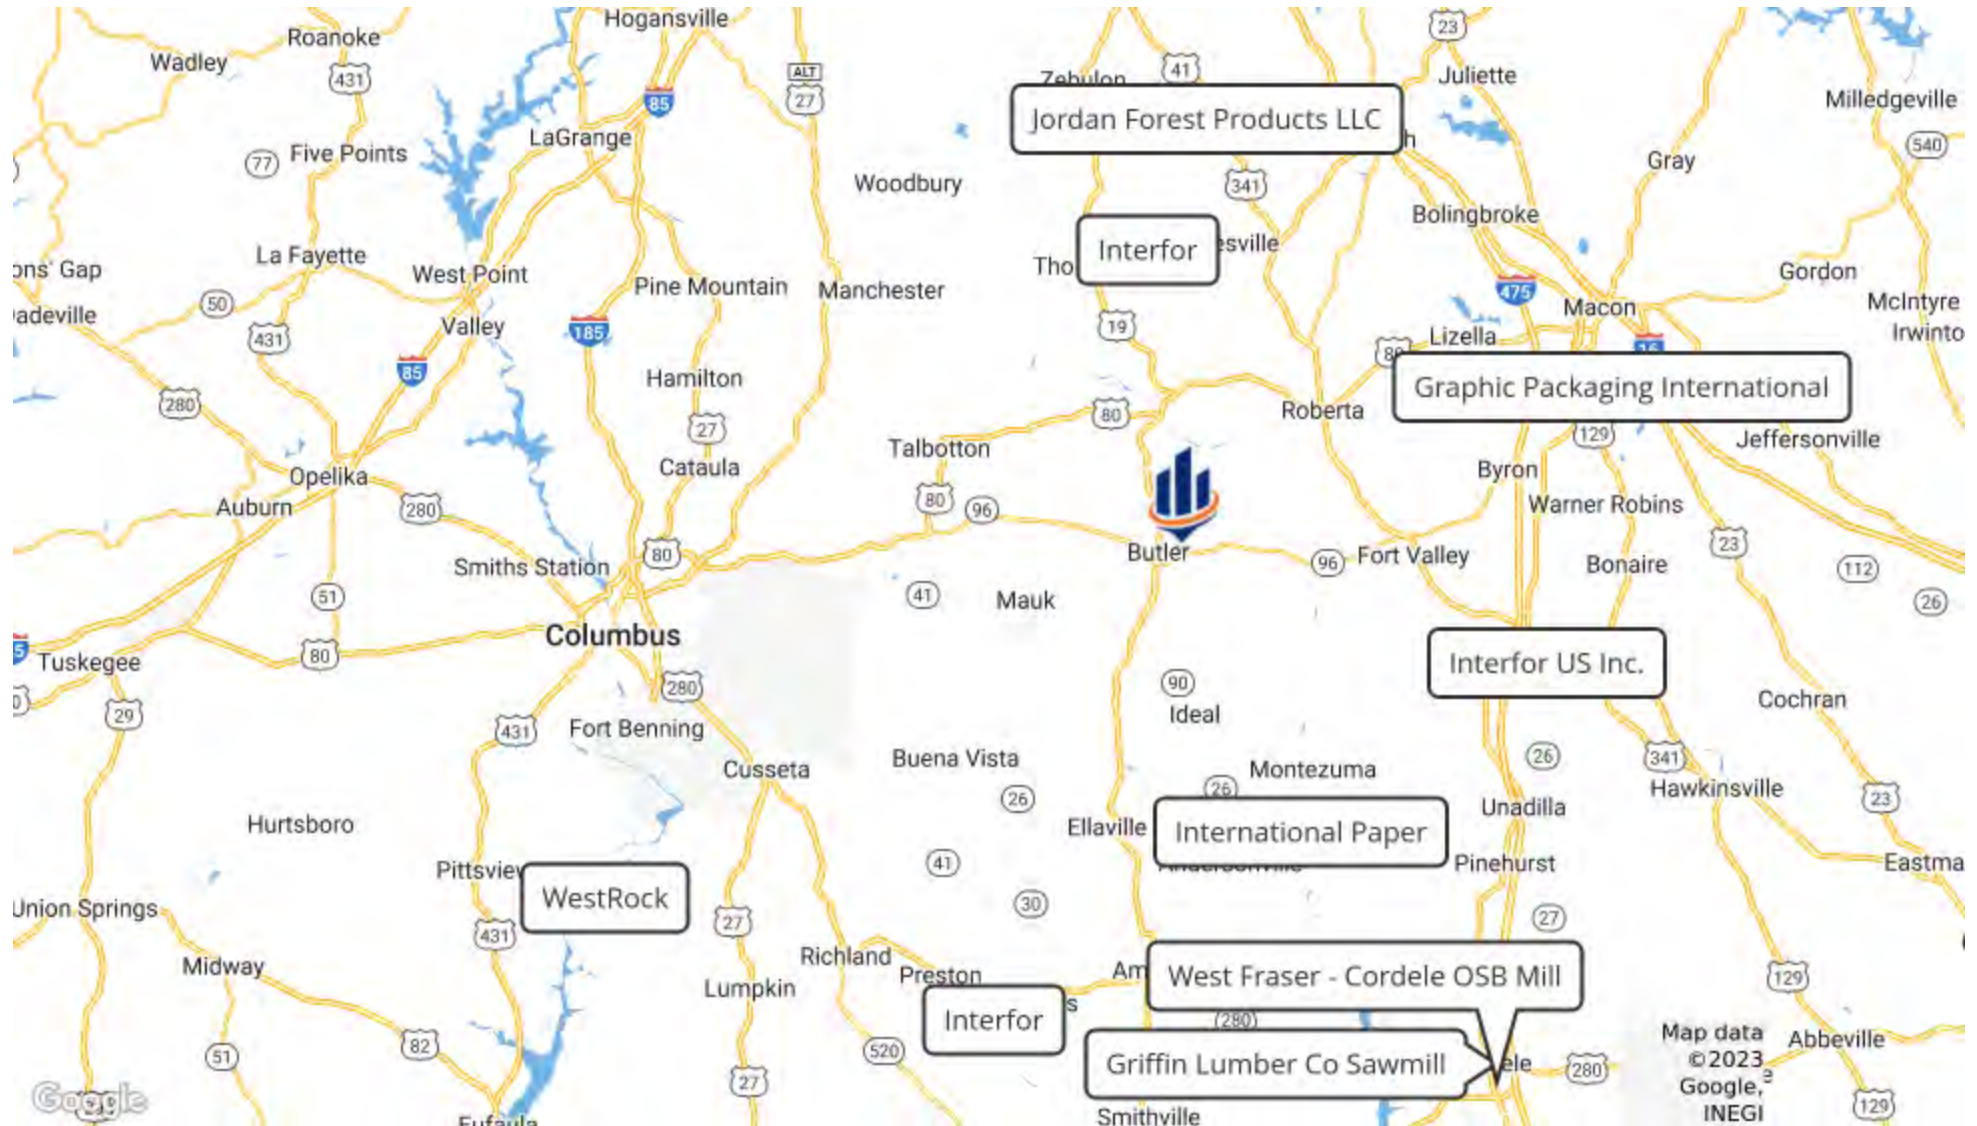 Hogansville
Roanoke
Wadley
431
ALT
27
41
23
Juliette
Milledgeville
85
Zebulon
Jordan Forest Products LLC
LaGrange
Five Points
77
540
Gray
341
Woodbury
Bolingbroke
Interfor
La Fayette
West Point
Pine Mountain
Manchester
475
Macon
Gordon
McIntyre
50
Valley
185
19
Lizella
431
85
Hamilton
Graphic Packaging International
280
27
80
Roberta
129
Jeffersonville
Talbotton
Cataula
Opelika
Byron
Auburn
280
80
96
Warner Robins
23
80
Butler
96
Fort Valley
Bonaire
112
Smiths Station
51
41
Mauk
26
Columbus
80
Tuskegee
Interfor US Inc.
280
90
29
431
Fort Benning
Ideal
Cochran
Buena Vista
26
Montezuma
26
26
341
Hawkinsville
23
Cusseta
Unadilla
Hurtsboro
Ellaville
International Paper
Pittsview
41
Pinehurst
WestRock
30
27
27
431
Union Springs
Midway
Richland
Preston
West Fraser - Cordele OSB Mill
129
Lumpkin
Interfor
280
Map data
©2023
Google,
INEGI
Abbeville
51
82
520
Griffin Lumber Co Sawmill
280
27
129
Google
Smithville
Eufaula